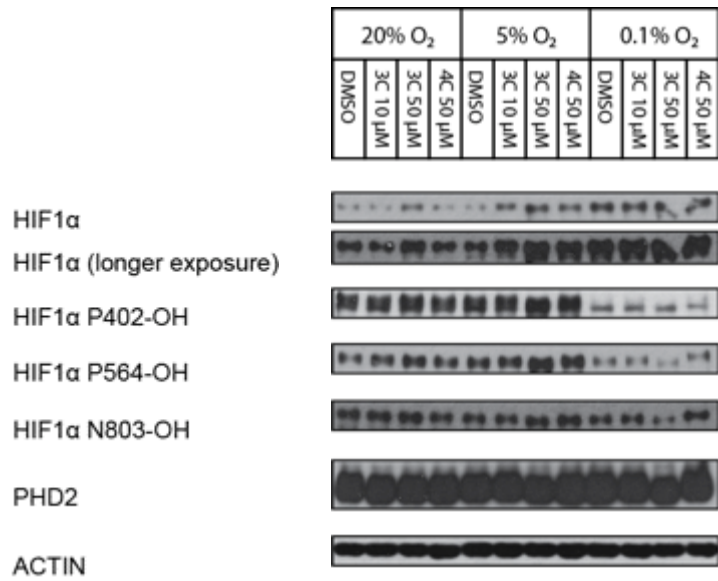 20% O₂ 5% O₂ 0.1% O₂
DMSO 3C 10 µM 3C 50 µM 4C 50 µM DMSO 3C 10 µM 3C 50 µM 4C 50 µM DMSO 3C 10 µM 3C 50 µM 4C 50 µM
HIF1α
HIF1α (longer exposure)
HIF1α P402-OH
HIF1α P564-OH
HIF1α N803-OH
PHD2
ACTIN